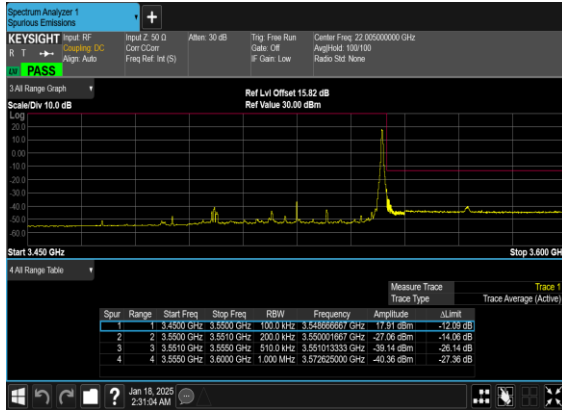 Spectrum Analyzer 1
Spurious Emissions
KEYSIGHT Input: RF Input Z: 50 Ω Atten: 30 dB Trig: Free Run Center Freq: 22.005000000 GHz
R T Coupling: DC Corr CCorr Gate: Off Avg|Hold: 100/100
Align: Auto Freq Ref: Int (S) IF Gain: Low Radio Std: None
PASS
3 All Range Graph Ref Lvl Offset 15.82 dB
Scale/Div 10.0 dB Ref Value 30.00 dBm
Log
20.0
10.0
0.00
-10.0
-20.0
-30.0
-40.0
-50.0
-60.0
Start 3.450 GHz Stop 3.600 GH
4 All Range Table
Measure Trace Trace 1
Trace Type Trace Average (Active)
Spur Range Start Freq Stop Freq RBW Frequency Amplitude ΔLimit
1 1 3.4500 GHz 3.5500 GHz 100.0 kHz 3.548666667 GHz 17.91 dBm -12.09 dB
2 2 3.5500 GHz 3.5510 GHz 200.0 kHz 3.550001667 GHz -27.06 dBm -14.06 dB
3 3 3.5510 GHz 3.5550 GHz 510.0 kHz 3.551013333 GHz -39.14 dBm -26.14 dB
4 4 3.5550 GHz 3.6000 GHz 1.000 MHz 3.572625000 GHz -40.36 dBm -27.36 dB
? Jan 18, 2025
2:31:04 AM